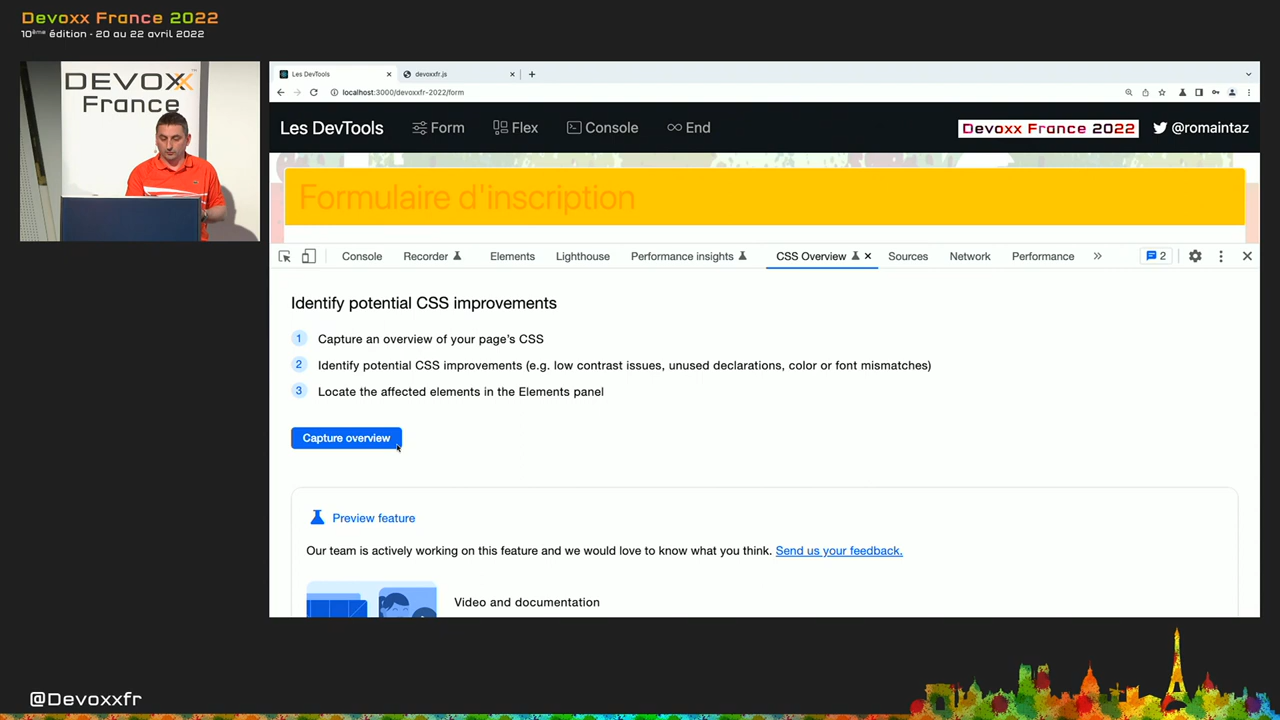 Devoxx France 2022
10ème édition - 20 au 22 avril 2022
DEVOXX™
France
Les DevTools
devoxxfr.js
localhost:3000/devoxxfr-2022/form
Les DevTools Form Flex Console End Devoxx France 2022 @romaintaz
Formulaire d'inscription
Console Recorder Elements Lighthouse Performance insights CSS Overview Sources Network Performance 2
Identify potential CSS improvements
1 Capture an overview of your page's CSS
2 Identify potential CSS improvements (e.g. low contrast issues, unused declarations, color or font mismatches)
3 Locate the affected elements in the Elements panel
Capture overview
Preview feature
Our team is actively working on this feature and we would love to know what you think. Send us your feedback.
Video and documentation
@Devoxxfr